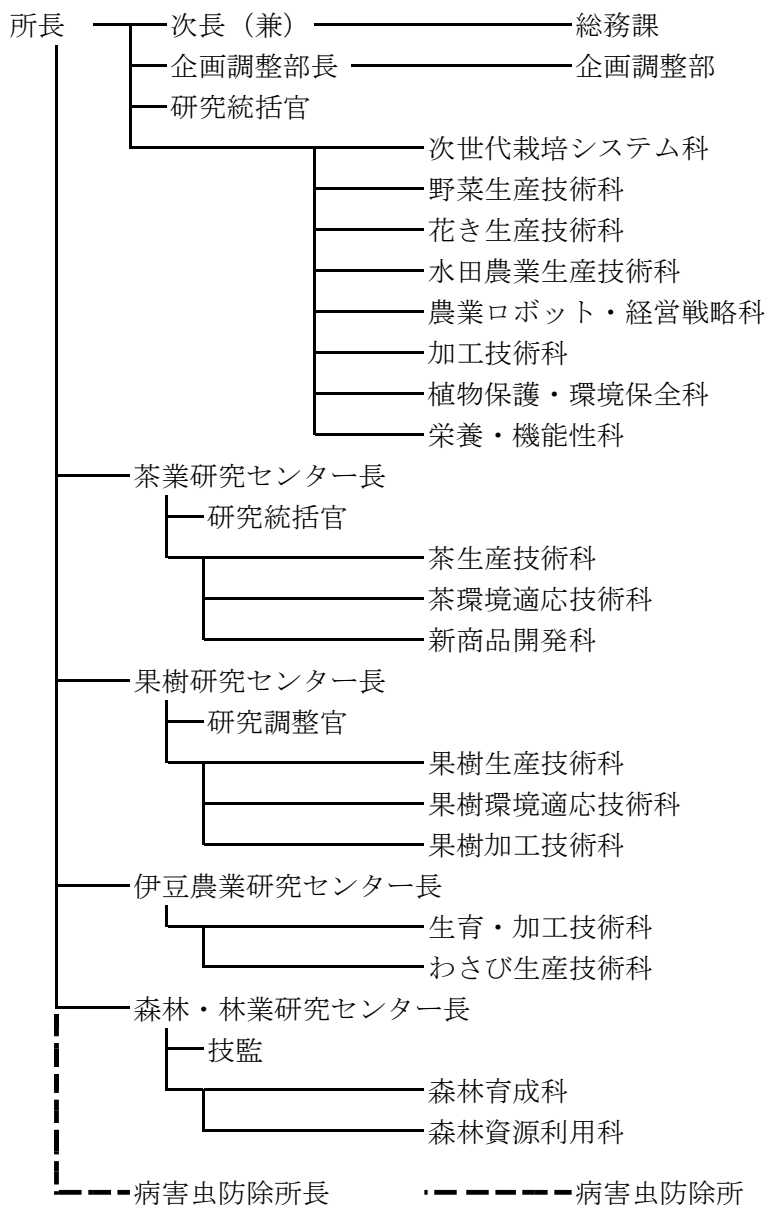 所長 次長（兼） 総務課
企画調整部長 企画調整部
研究統括官
次世代栽培システム科
野菜生産技術科
花き生産技術科
水田農業生産技術科
農業ロボット・経営戦略科
加工技術科
植物保護・環境保全科
栄養・機能性科
茶業研究センター長
研究統括官
茶生産技術科
茶環境適応技術科
新商品開発科
果樹研究センター長
研究調整官
果樹生産技術科
果樹環境適応技術科
果樹加工技術科
伊豆農業研究センター長
生育・加工技術科
わさび生産技術科
森林・林業研究センター長
技監
森林育成科
森林資源利用科
病害虫防除所長 病害虫防除所